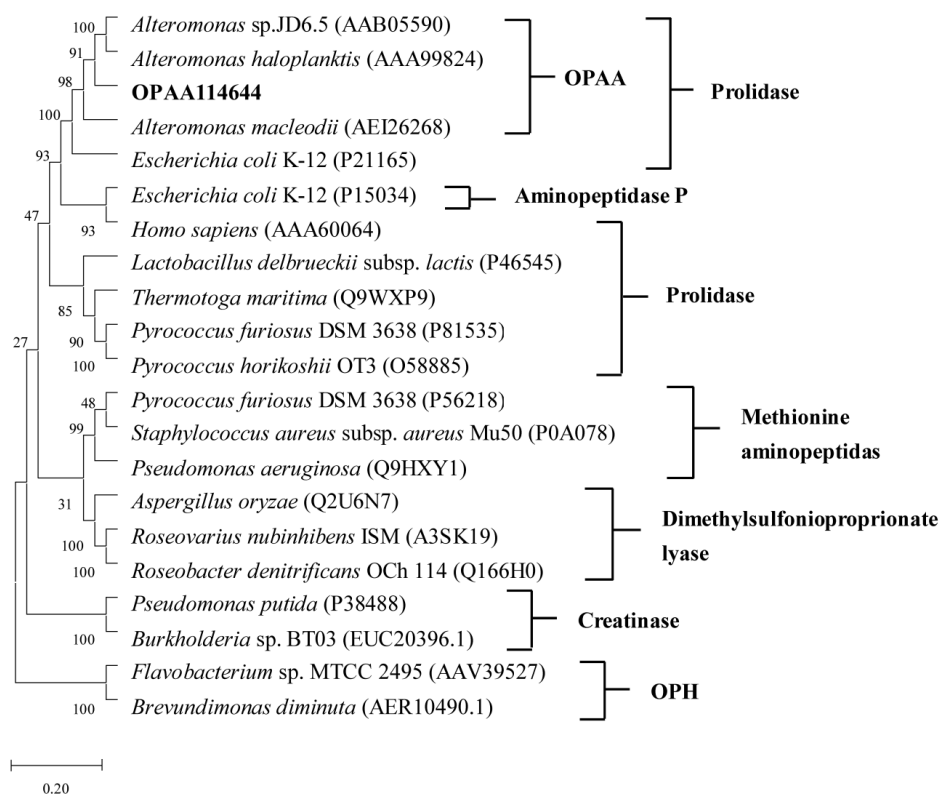 100
Alteromonas sp.JD6.5 (AAB05590)
91
Alteromonas haloplanktis (AAA99824)
OPAA
Prolidase
98
OPAA114644
100
Alteromonas macleodii (AEI26268)
93
Escherichia coli K-12 (P21165)
Escherichia coli K-12 (P15034)
Aminopeptidase P
47
93
Homo sapiens (AAA60064)
Lactobacillus delbrueckii subsp. lactis (P46545)
Thermotoga maritima (Q9WXP9)
Prolidase
85
Pyrococcus furiosus DSM 3638 (P81535)
90
27
100
Pyrococcus horikoshii OT3 (O58885)
48
Pyrococcus furiosus DSM 3638 (P56218)
99
Staphylococcus aureus subsp. aureus Mu50 (P0A078)
Methionine
aminopeptidas
Pseudomonas aeruginosa (Q9HXY1)
31
Aspergillus oryzae (Q2U6N7)
Dimethylsulfonioproprionate
lyase
100
Roseovarius nubinhibens ISM (A3SK19)
100
Roseobacter denitrificans OCh 114 (Q166H0)
Pseudomonas putida (P38488)
Creatinase
100
Burkholderia sp. BT03 (EUC20396.1)
Flavobacterium sp. MTCC 2495 (AAV39527)
OPH
100
Brevundimonas diminuta (AER10490.1)
0.20